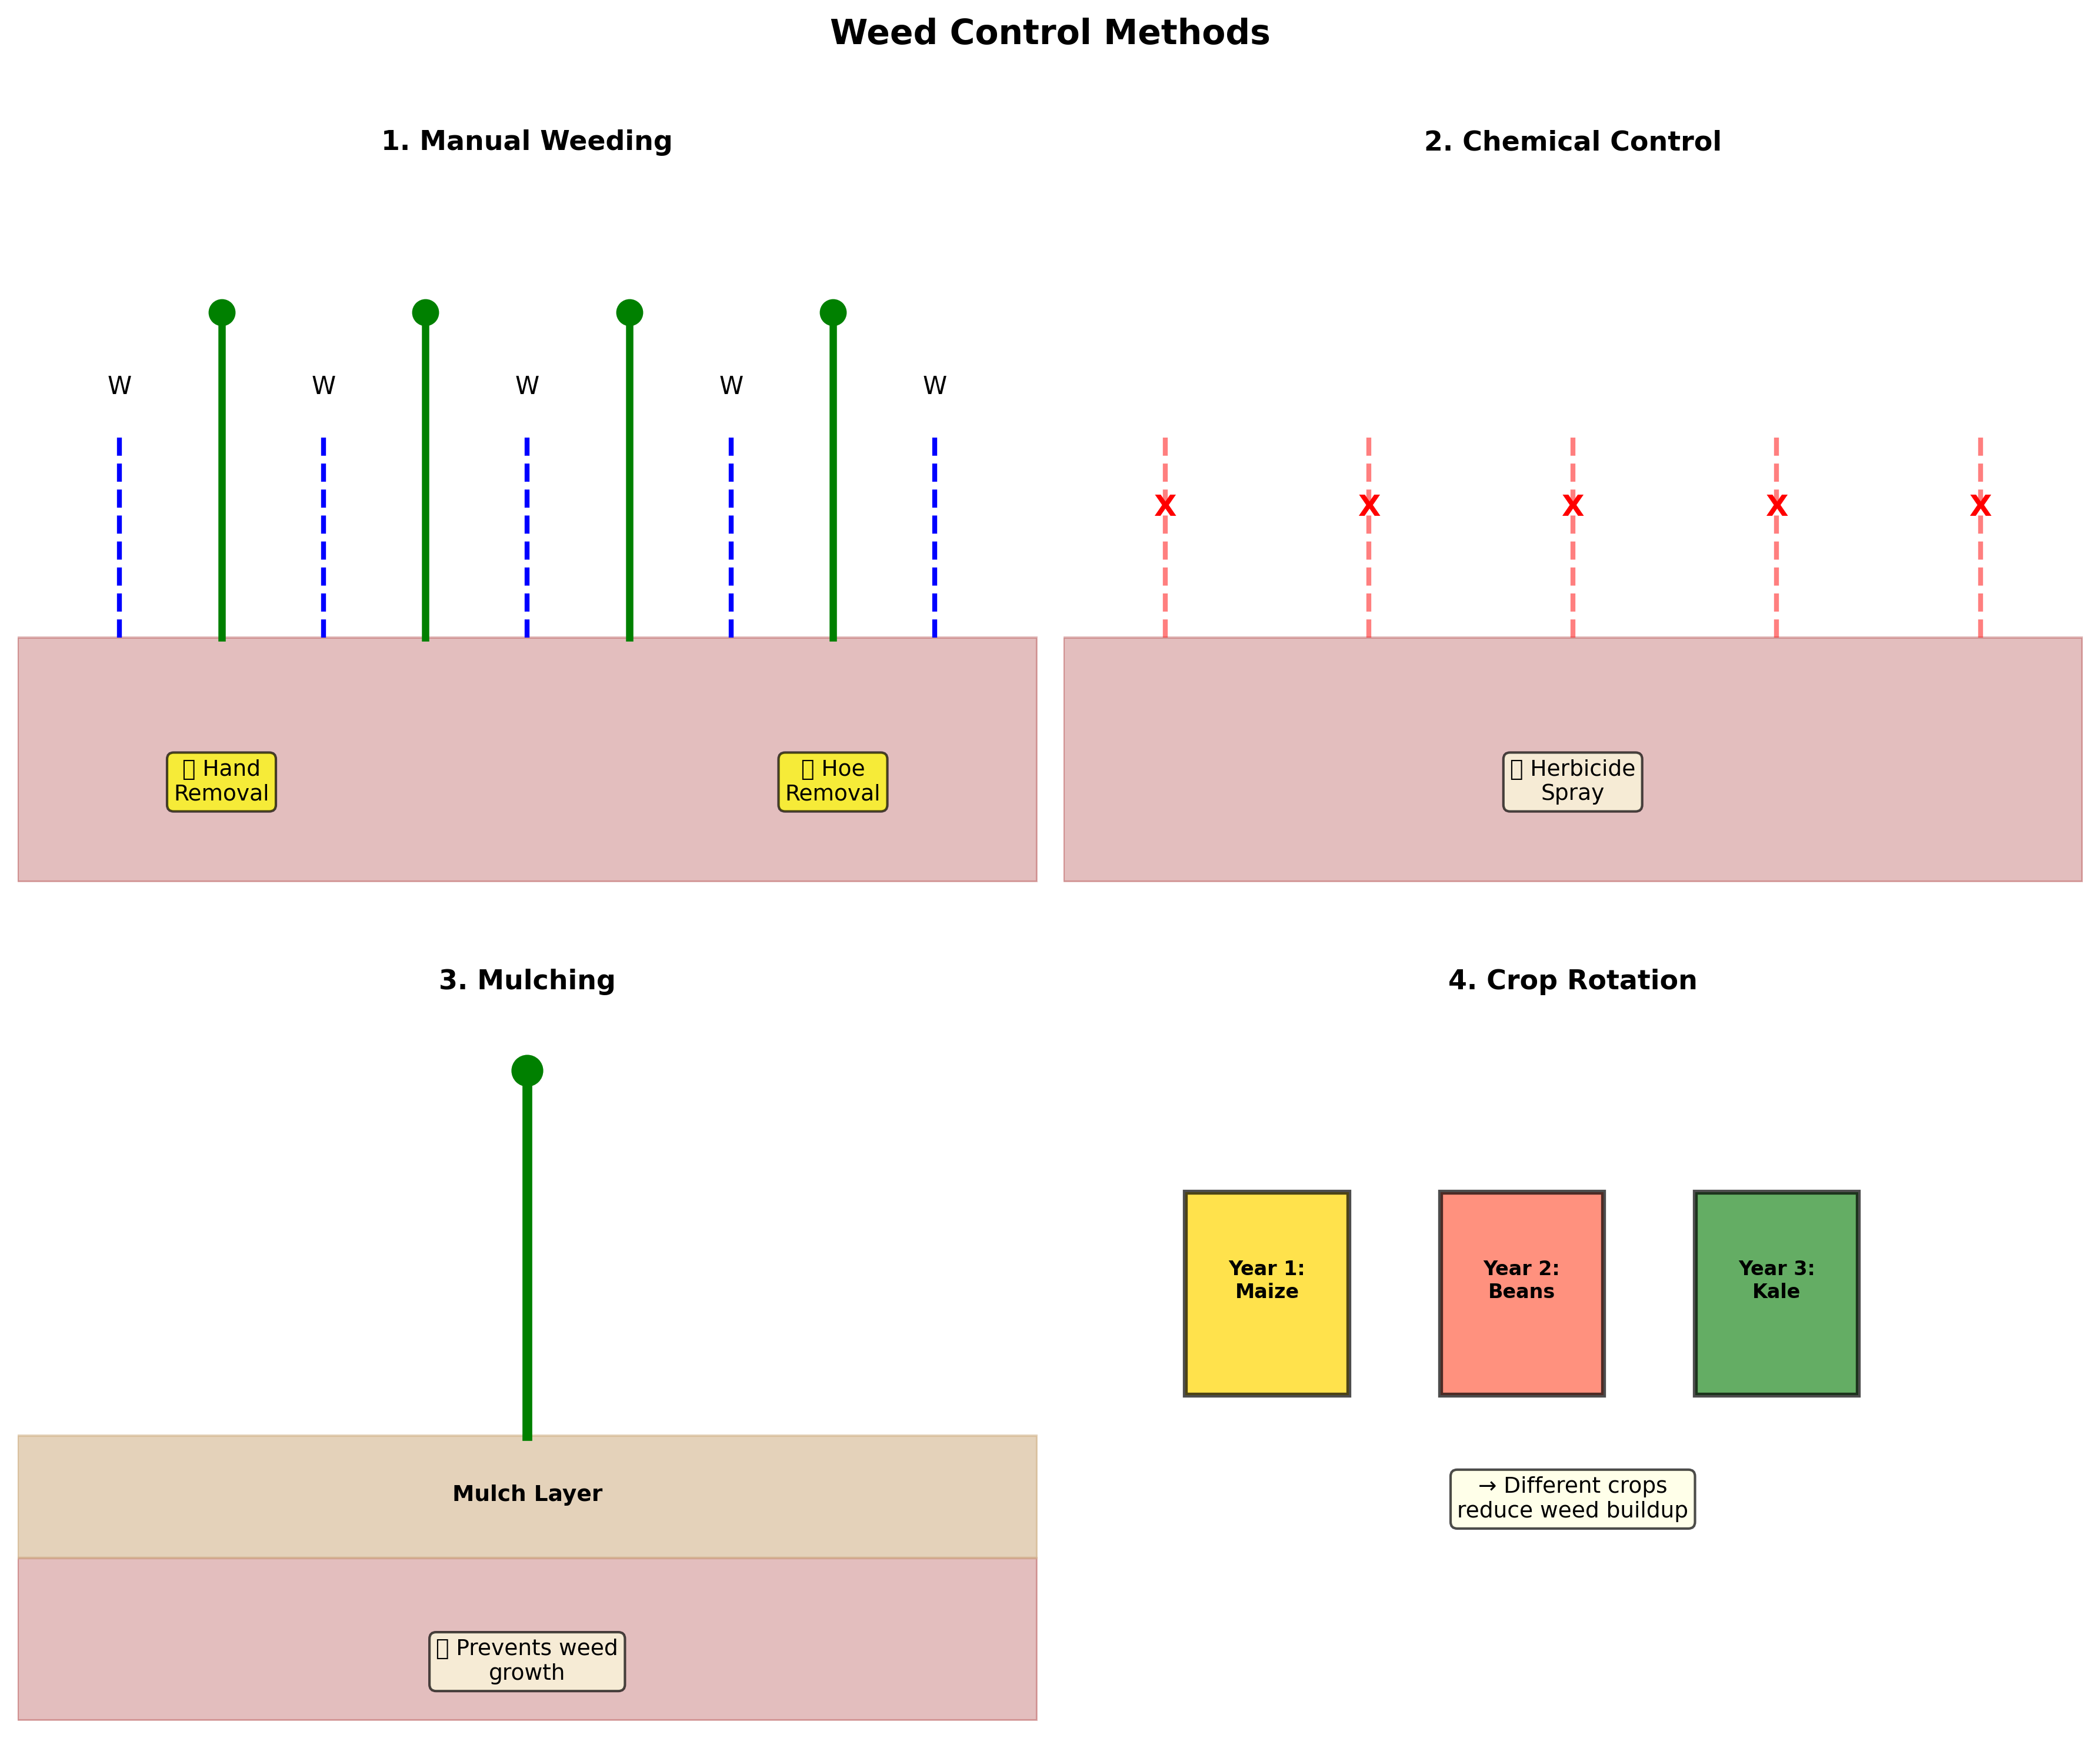 Weed Control Methods
1. Manual Weeding
W W W W W
Hand
Removal
Hoe
Removal
2. Chemical Control
X X X X X
Herbicide
Spray
3. Mulching
Mulch Layer
Prevents weed
growth
4. Crop Rotation
Year 1:
Maize
Year 2:
Beans
Year 3:
Kale
→ Different crops
reduce weed buildup